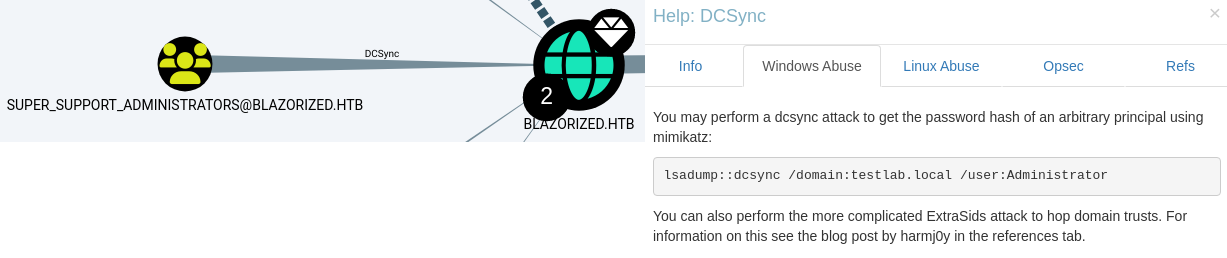 DCSync
SUPER_SUPPORT_ADMINISTRATORS@BLAZORIZED.HTB
2
BLAZORIZED.HTB
Help: DCSync
×
Info
Windows Abuse
Linux Abuse
Opsec
Refs
You may perform a dcsync attack to get the password hash of an arbitrary principal using
mimikatz:
lsadump::dcsync /domain:testlab.local /user:Administrator
You can also perform the more complicated ExtraSids attack to hop domain trusts. For
information on this see the blog post by harmj0y in the references tab.